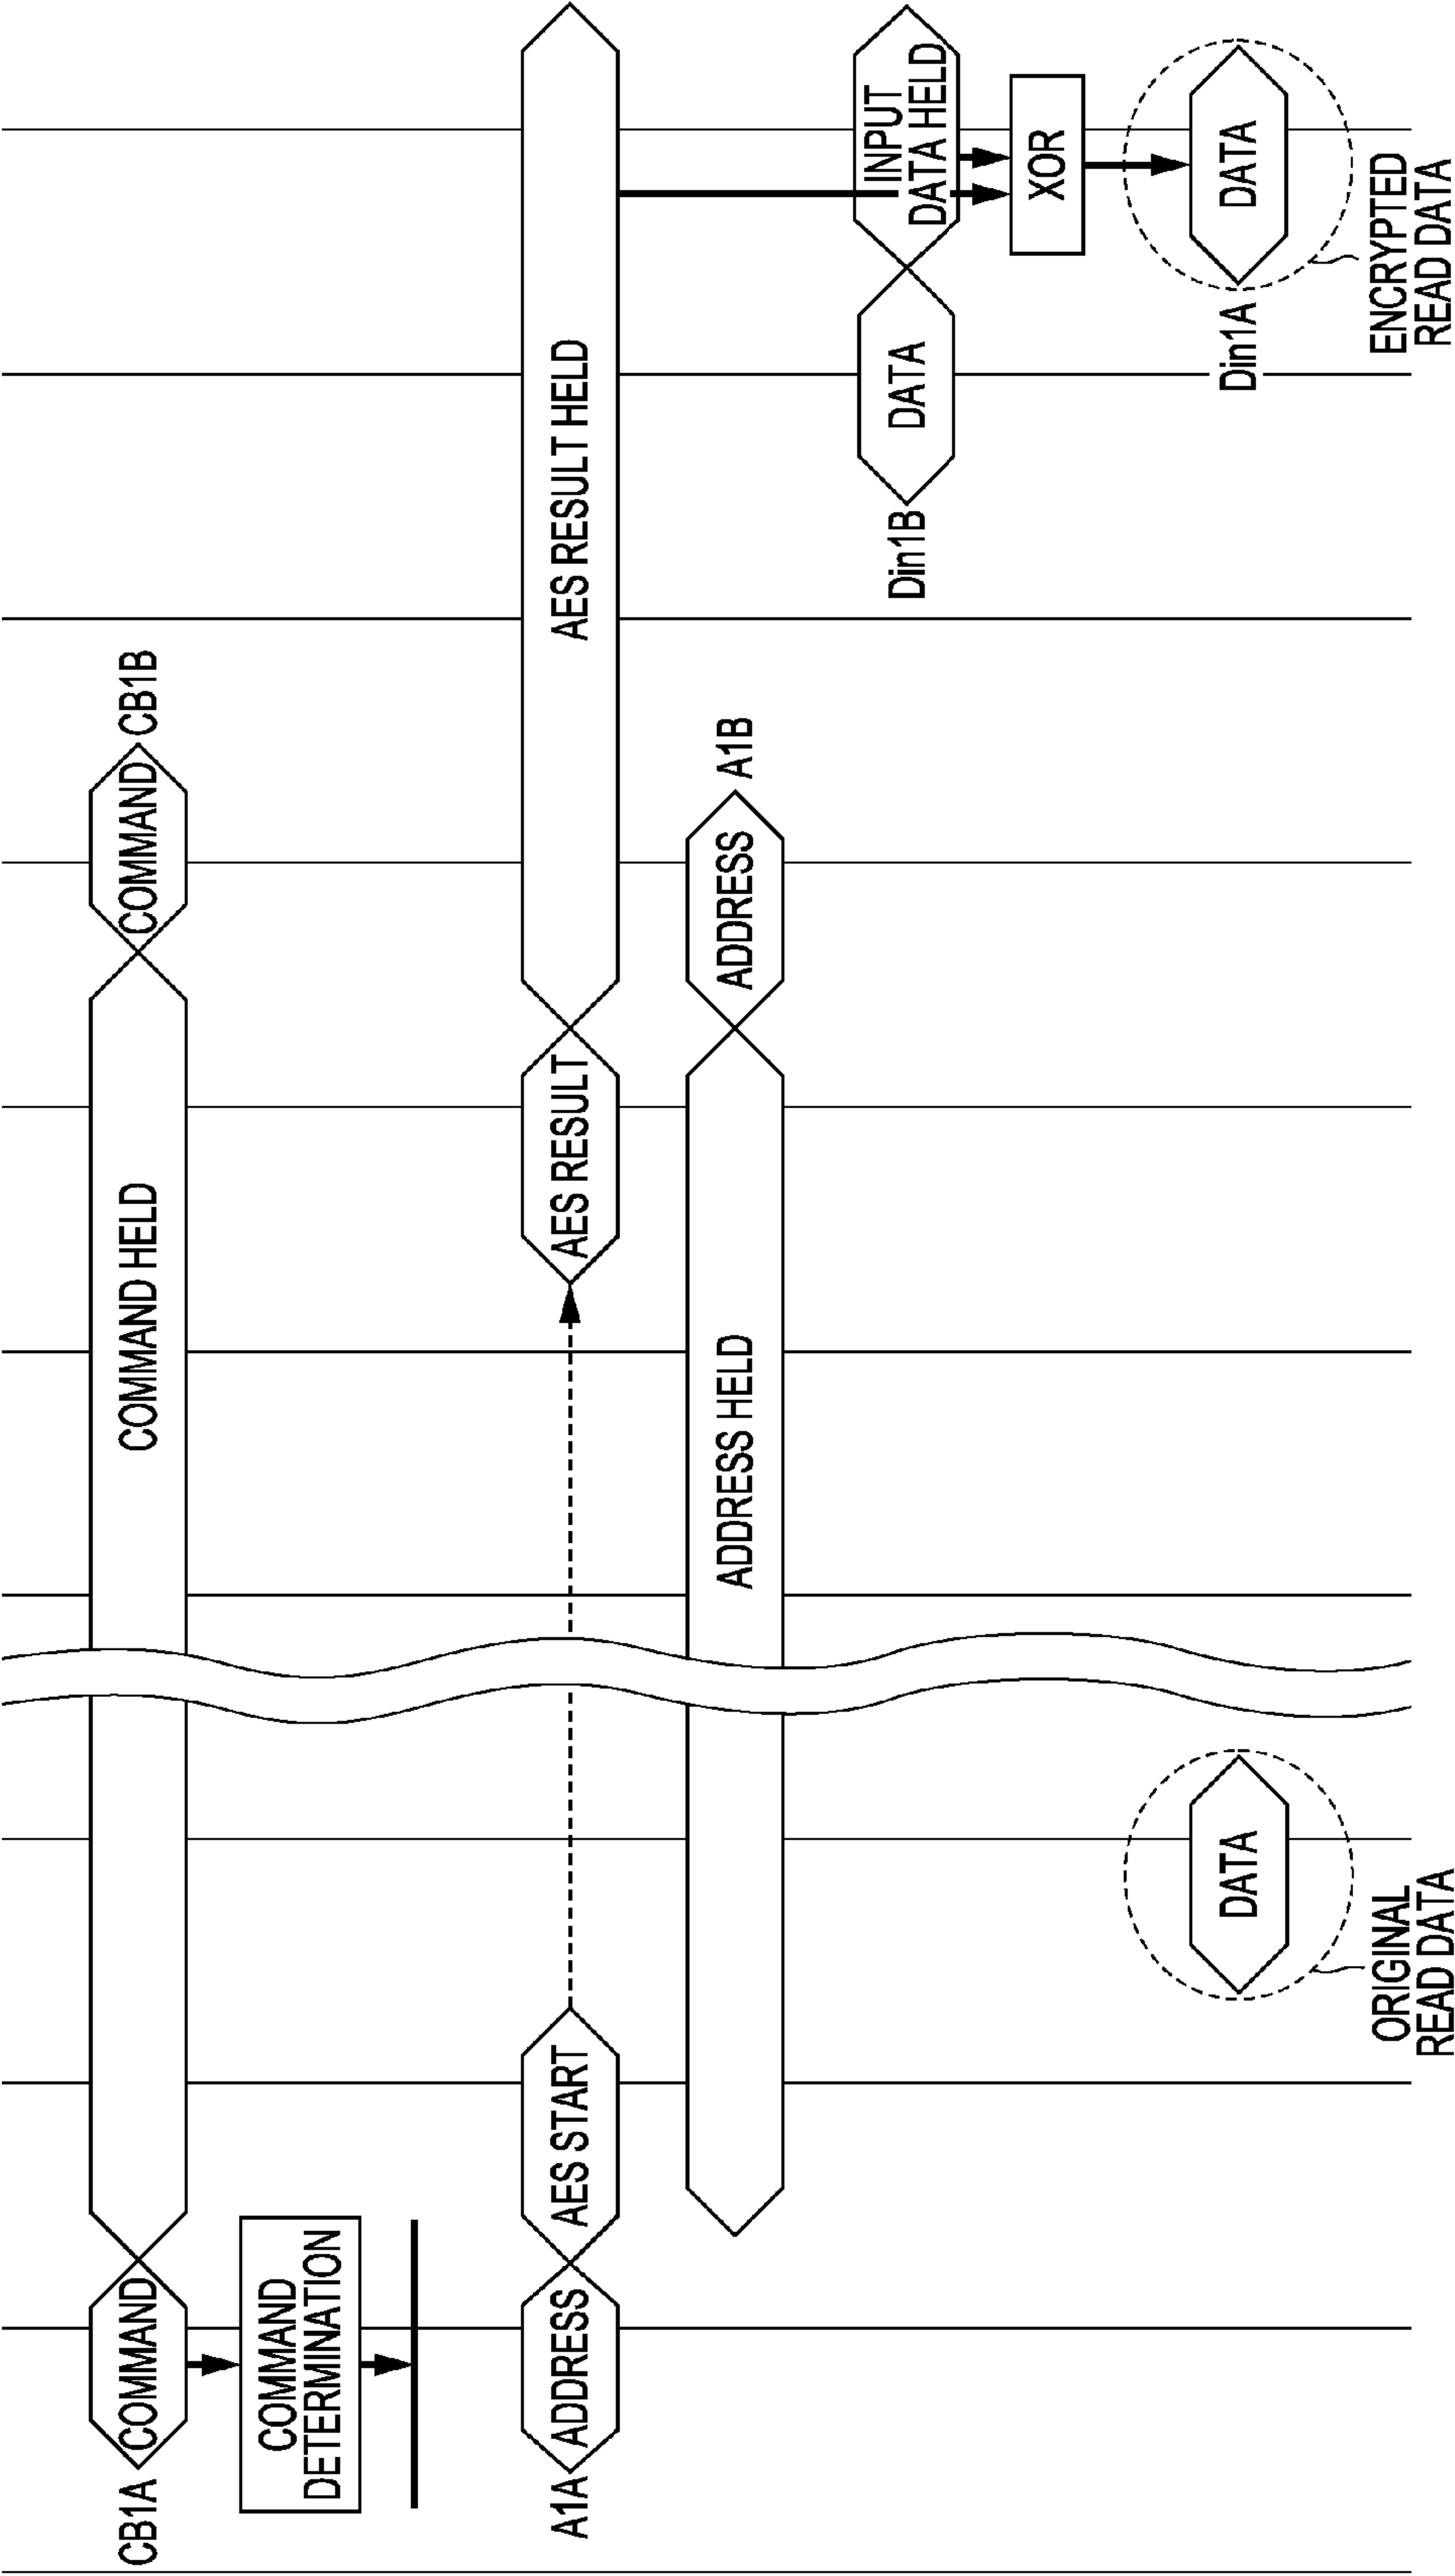 CB1A
COMMAND
COMMAND HELD
COMMAND
CB1B
COMMAND
DETERMINATION
A1A
ADDRESS
AES START
AES RESULT
AES RESULT HELD
ADDRESS HELD
ADDRESS
A1B
Din1B
DATA
INPUT
DATA HELD
XOR
DATA
Din1A
DATA
ORIGINAL
READ DATA
ENCRYPTED
READ DATA